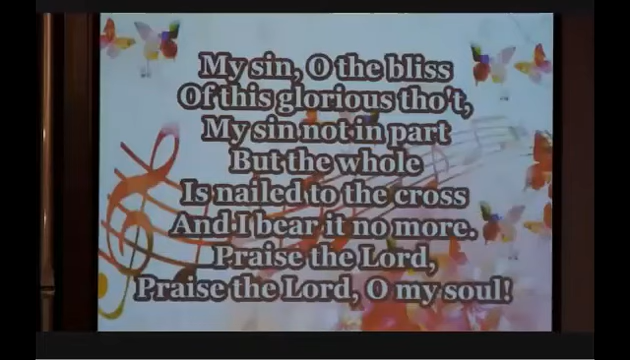 My sin, O the bliss
Of this glorious tho't,
My sin not in part
But the whole
Is nailed to the cross
And I bear it no more.
Praise the Lord,
Praise the Lord, O my soul!